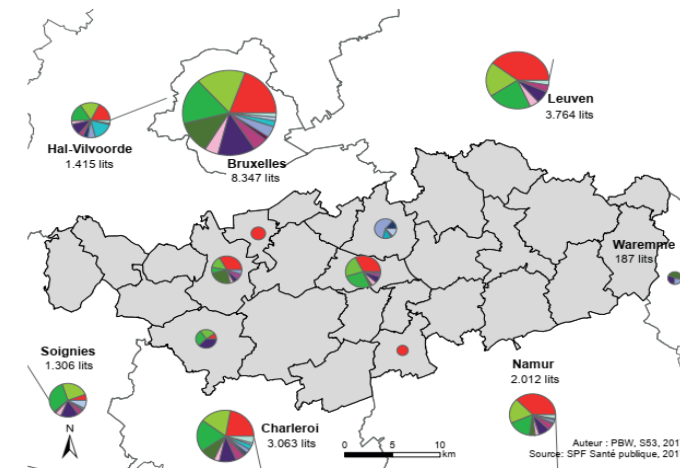 Leuven
3.764 lits
Hal-Vilvoorde
1.415 lits
Bruxelles
8.347 lits
Waremme
187 lits
Soignies
1.306 lits
Namur
2.012 lits
Charleroi
3.063 lits
N
0 5 10
km
Auteur : PBW, S53, 201
Source: SPF Santé publique, 201